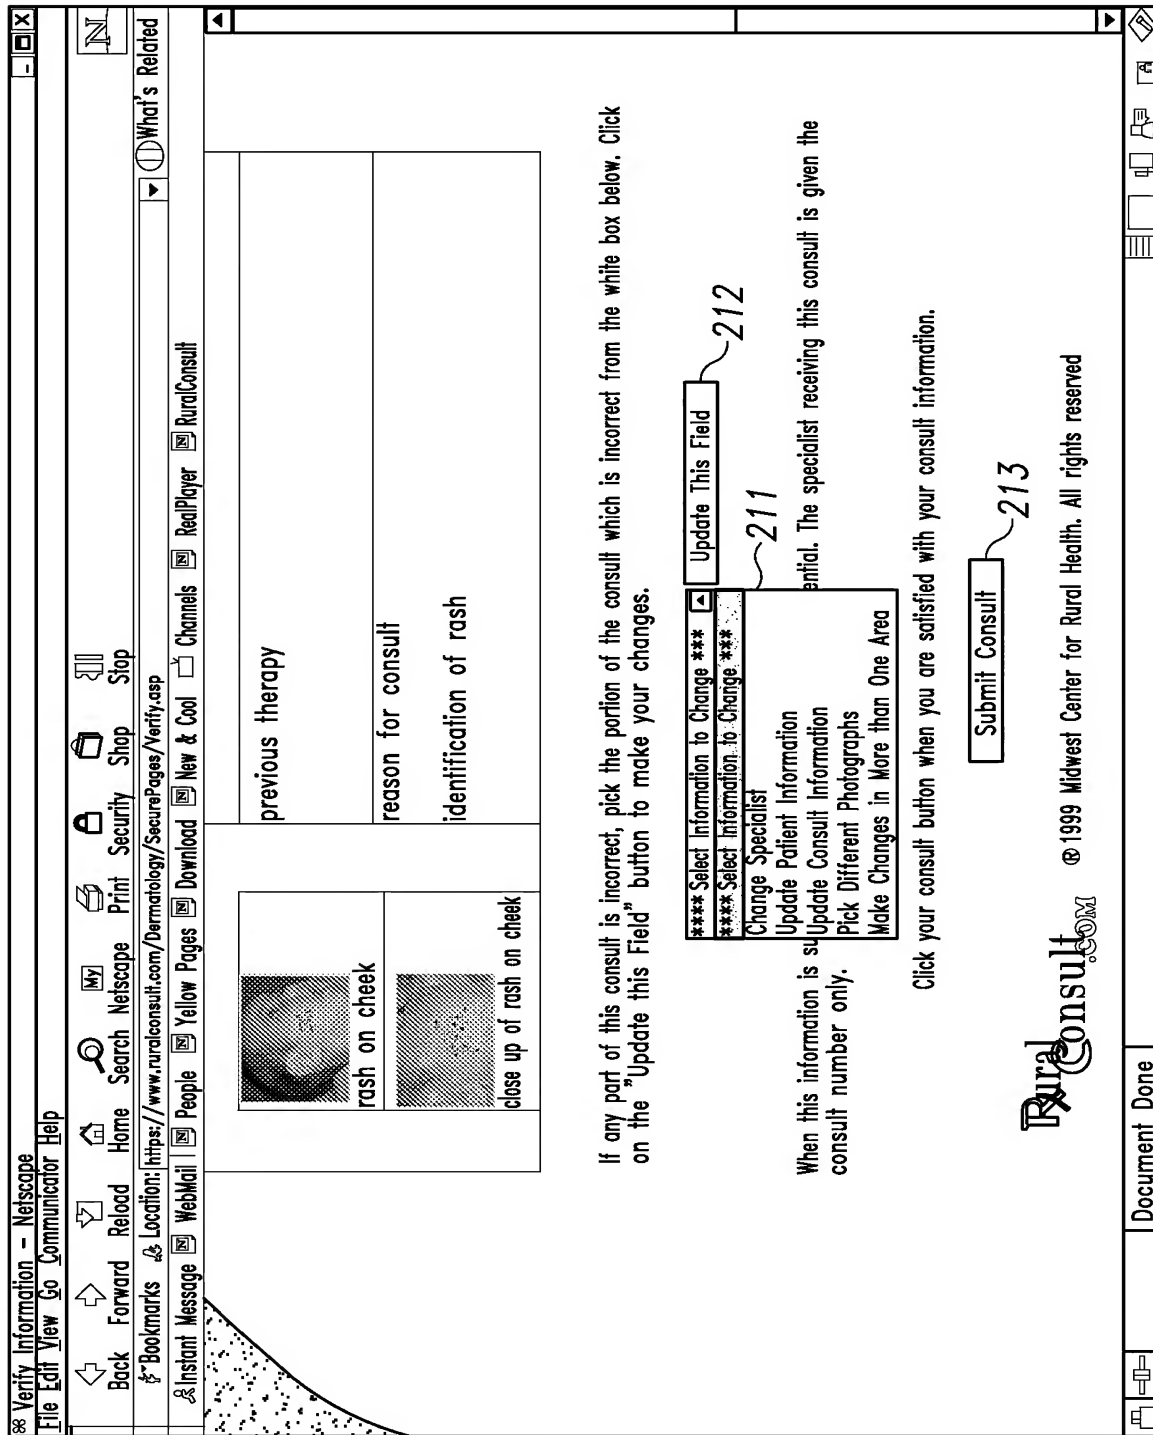 Verify Information - Netscape
File Edit View Go Communicator Help
Back Forward Reload Home Search Netscape Print Security Shop Stop
My
N
Bookmarks Location: https://www.ruralconsult.com/Dermatology/SecurePages/Verify.asp What's Related
Instant Message N WebMail N People N Yellow Pages N Download N New & Cool Channels N RealPlayer N RuralConsult
previous therapy
rash on cheek
reason for consult
close up of rash on cheek
identification of rash
If any part of this consult is incorrect, pick the portion of the consult which is incorrect from the white box below. Click
on the "Update this Field" button to make your changes.
**** Select Information to Change ***
Update This Field
212
**** Select Information to Change ***
211
Change Specialist
Update Patient Information
Update Consult Information
Pick Different Photographs
Make Changes in More than One Area
When this information is su ential. The specialist receiving this consult is given the
consult number only.
Click your consult button when you are satisfied with your consult information.
Submit Consult
213
Rural Consult .COM
® 1999 Midwest Center for Rural Health. All rights reserved
Document Done